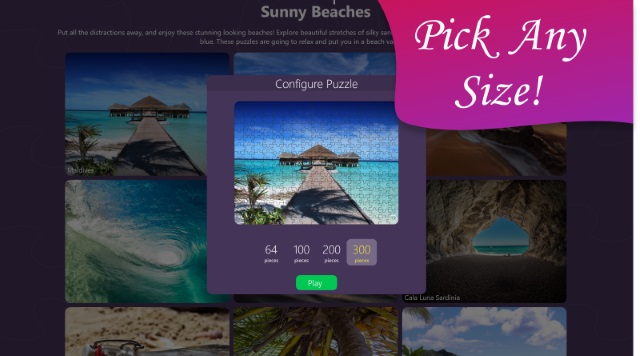 Sunny Beaches
Pick Any
Size!
Put all the distractions away, and enjoy these stunning looking beaches! Explore beautiful stretches of silky
blue. These puzzles are going to relax and put you in a beach
Configure Puzzle
Maldives
64
pieces
100
pieces
200
pieces
300
pieces
Play
Cala Luna Sardinia